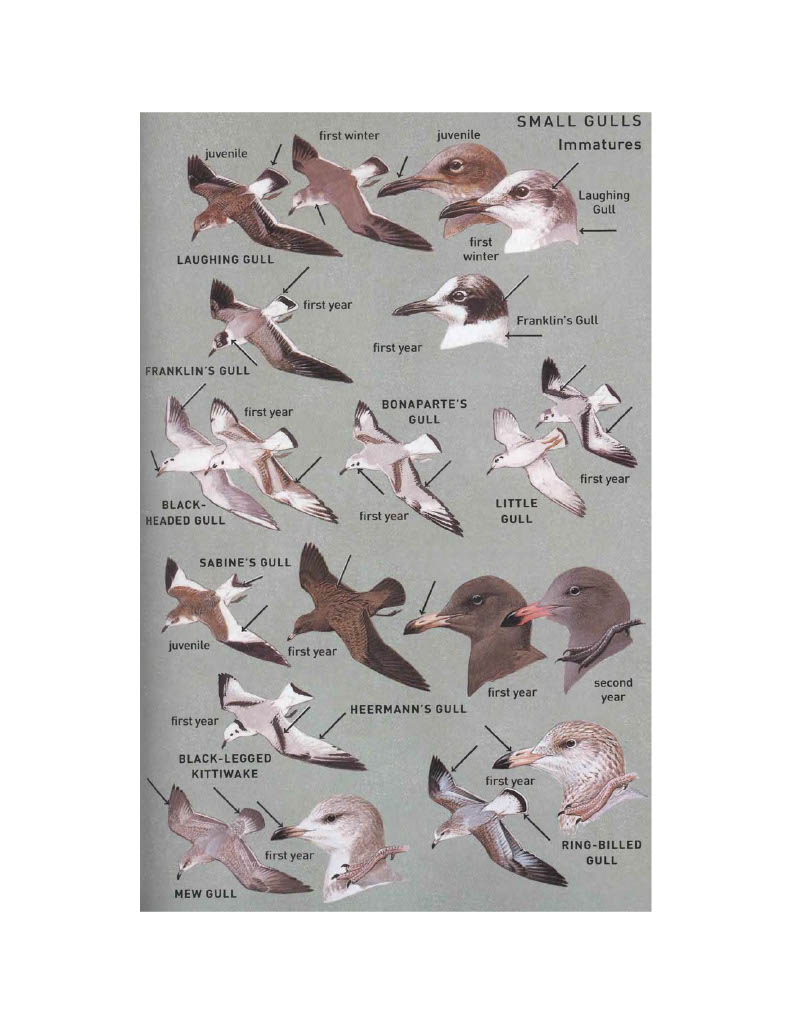 SMALL GULLS
Immatures
juvenile
first winter
juvenile
Laughing
Gull
first
winter
LAUGHING GULL
first year
Franklin's Gull
first year
FRANKLIN'S GULL
first year
BONAPARTE'S
GULL
first year
BLACK-
HEADED GULL
first year
LITTLE
GULL
SABINE'S GULL
juvenile
first year
first year
second
year
HEERMANN'S GULL
first year
BLACK-LEGGED
KITTIWAKE
first year
first year
RING-BILLED
GULL
MEW GULL